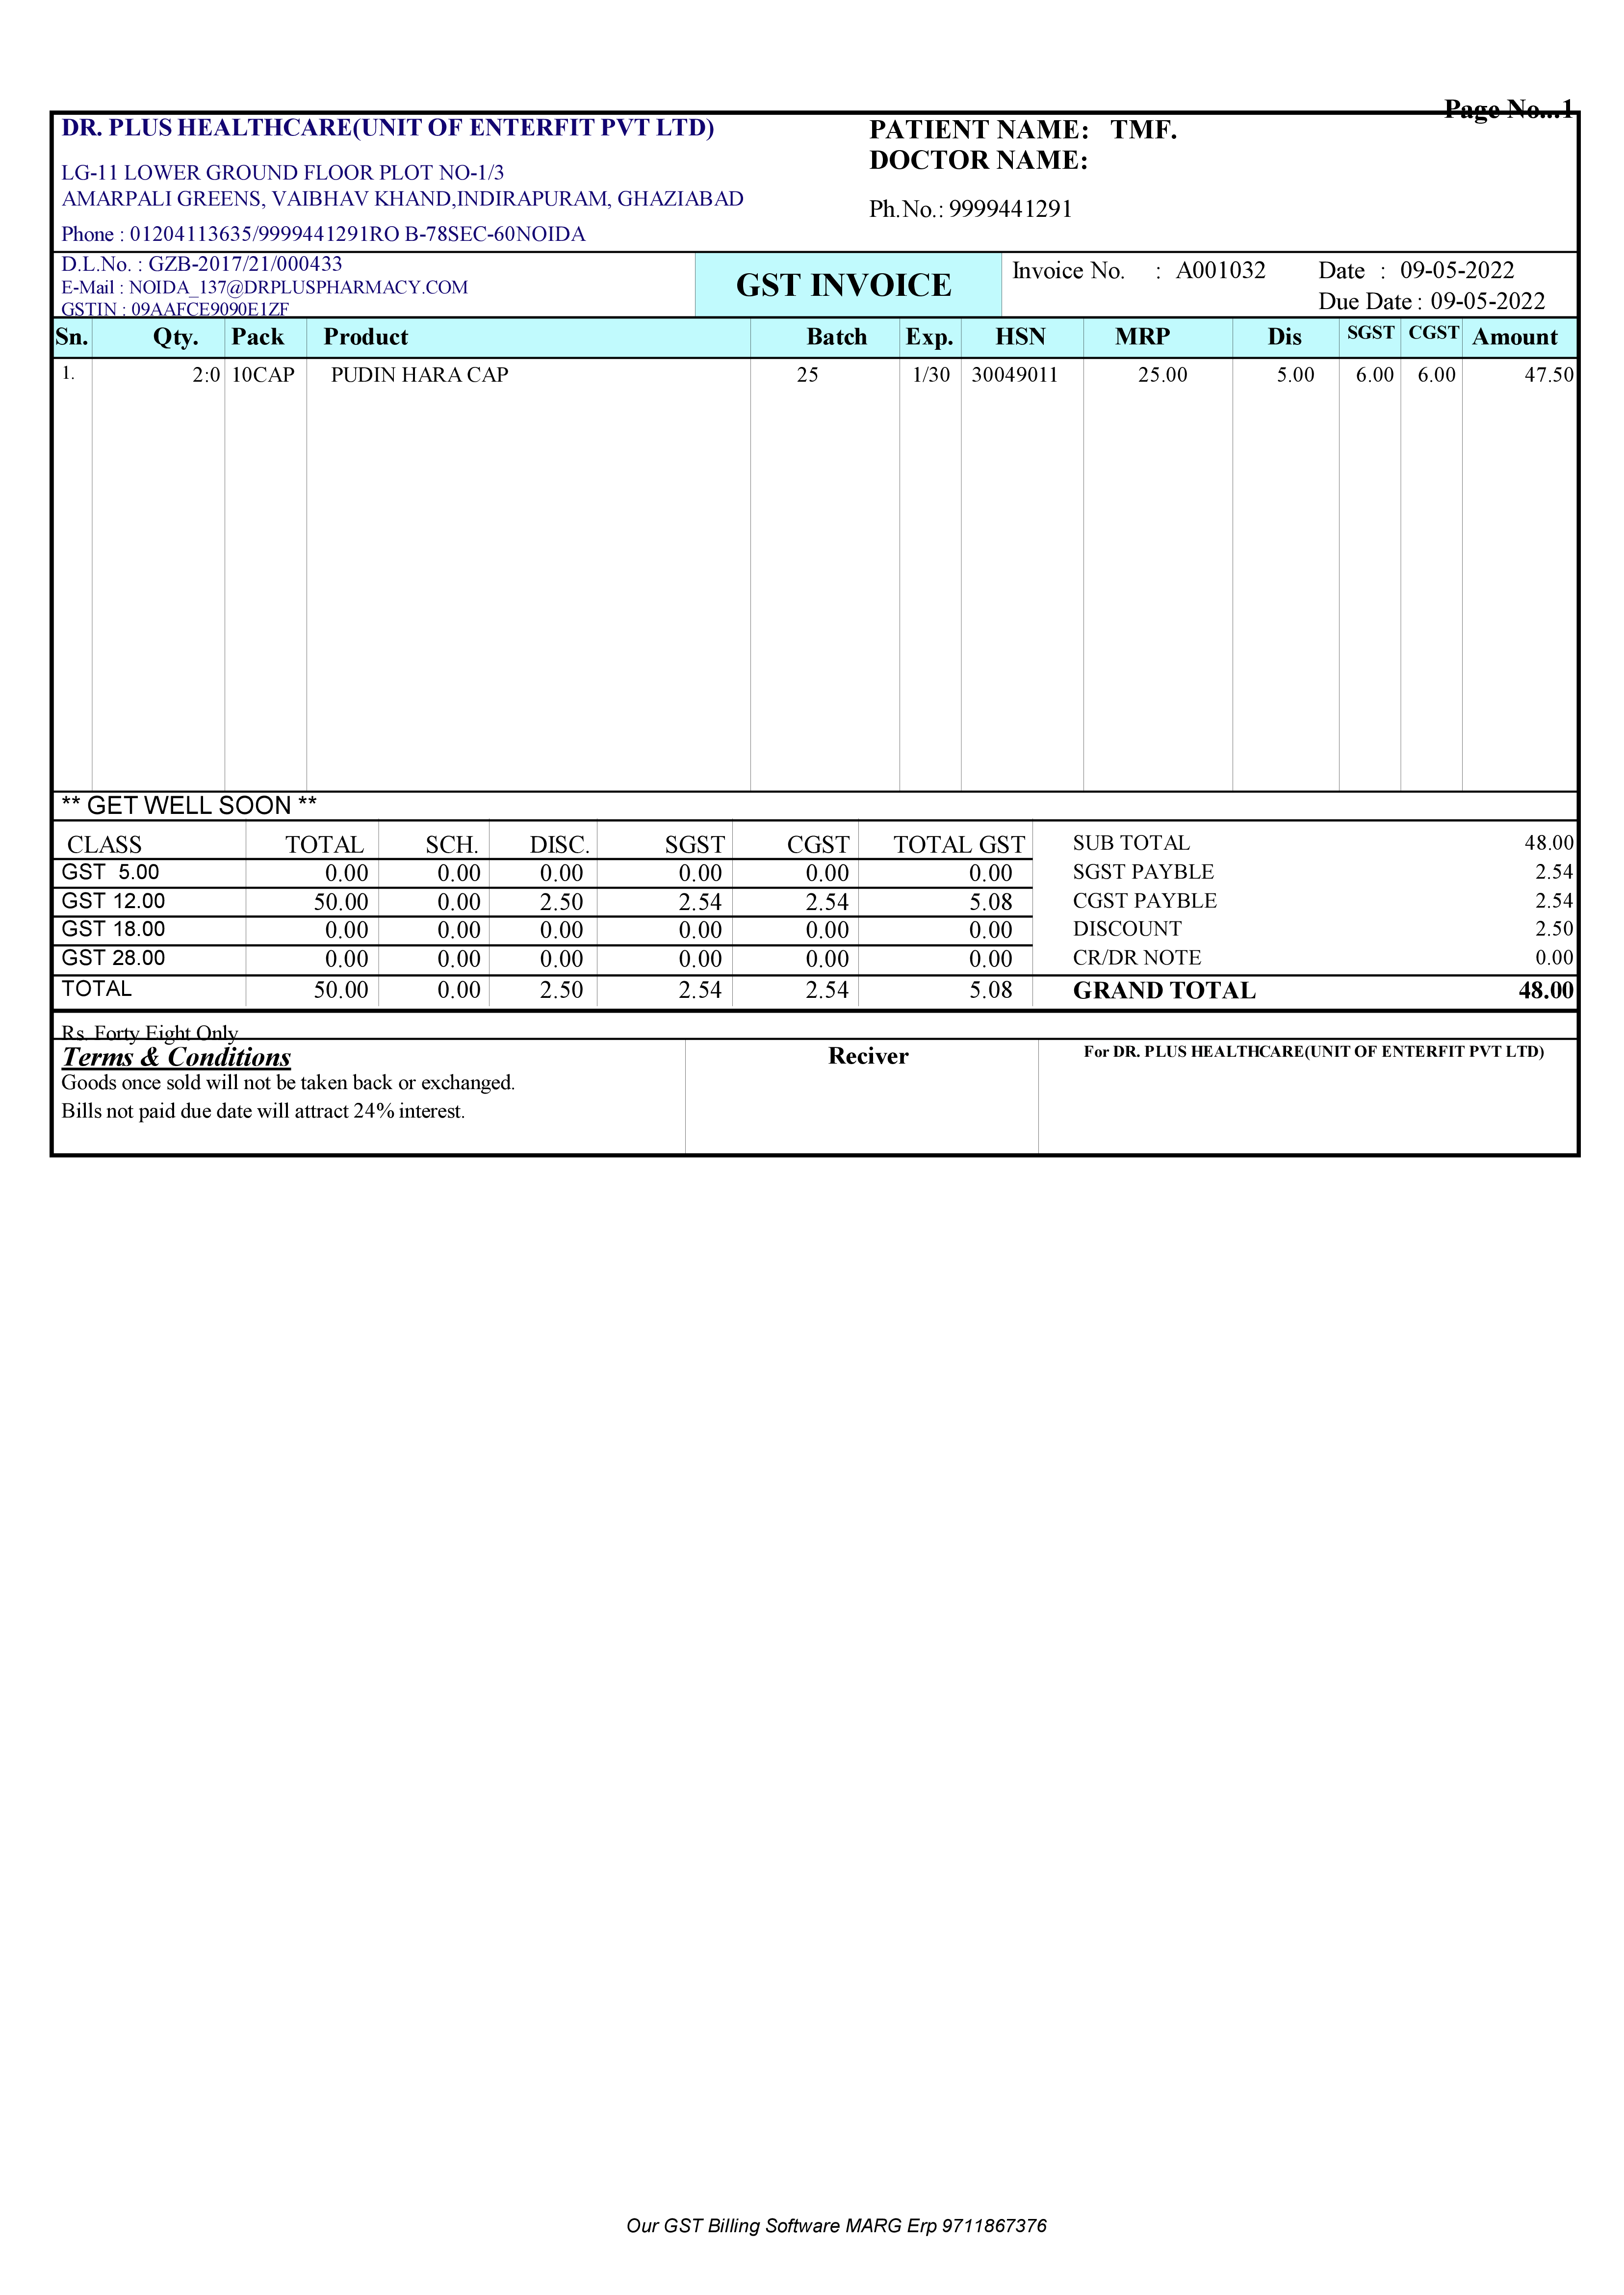 Page No...1
DR. PLUS HEALTHCARE(UNIT OF ENTERFIT PVT LTD)
LG-11 LOWER GROUND FLOOR PLOT NO-1/3
AMARPALI GREENS, VAIBHAV KHAND,INDIRAPURAM, GHAZIABAD
Phone : 01204113635/9999441291RO B-78SEC-60NOIDA
PATIENT NAME: TMF.
DOCTOR NAME:
Ph.No.: 9999441291
D.L.No. : GZB-2017/21/000433
E-Mail : NOIDA_137@DRPLUSPHARMACY.COM
GSTIN : 09AAFCE9090E1ZF
GST INVOICE
Invoice No. : A001032 Date : 09-05-2022
Due Date : 09-05-2022
Sn. Qty. Pack Product Batch Exp. HSN MRP Dis SGST CGST Amount
1. 2:0 10CAP PUDIN HARA CAP 25 1/30 30049011 25.00 5.00 6.00 6.00 47.50
** GET WELL SOON **
CLASS TOTAL SCH. DISC. SGST CGST TOTAL GST
GST 5.00 0.00 0.00 0.00 0.00 0.00 0.00
GST 12.00 50.00 0.00 2.50 2.54 2.54 5.08
GST 18.00 0.00 0.00 0.00 0.00 0.00 0.00
GST 28.00 0.00 0.00 0.00 0.00 0.00 0.00
TOTAL 50.00 0.00 2.50 2.54 2.54 5.08
SUB TOTAL 48.00
SGST PAYBLE 2.54
CGST PAYBLE 2.54
DISCOUNT 2.50
CR/DR NOTE 0.00
GRAND TOTAL 48.00
Rs. Forty Eight Only
Terms & Conditions
Goods once sold will not be taken back or exchanged.
Bills not paid due date will attract 24% interest.
Reciver
For DR. PLUS HEALTHCARE(UNIT OF ENTERFIT PVT LTD)
Our GST Billing Software MARG Erp 9711867376